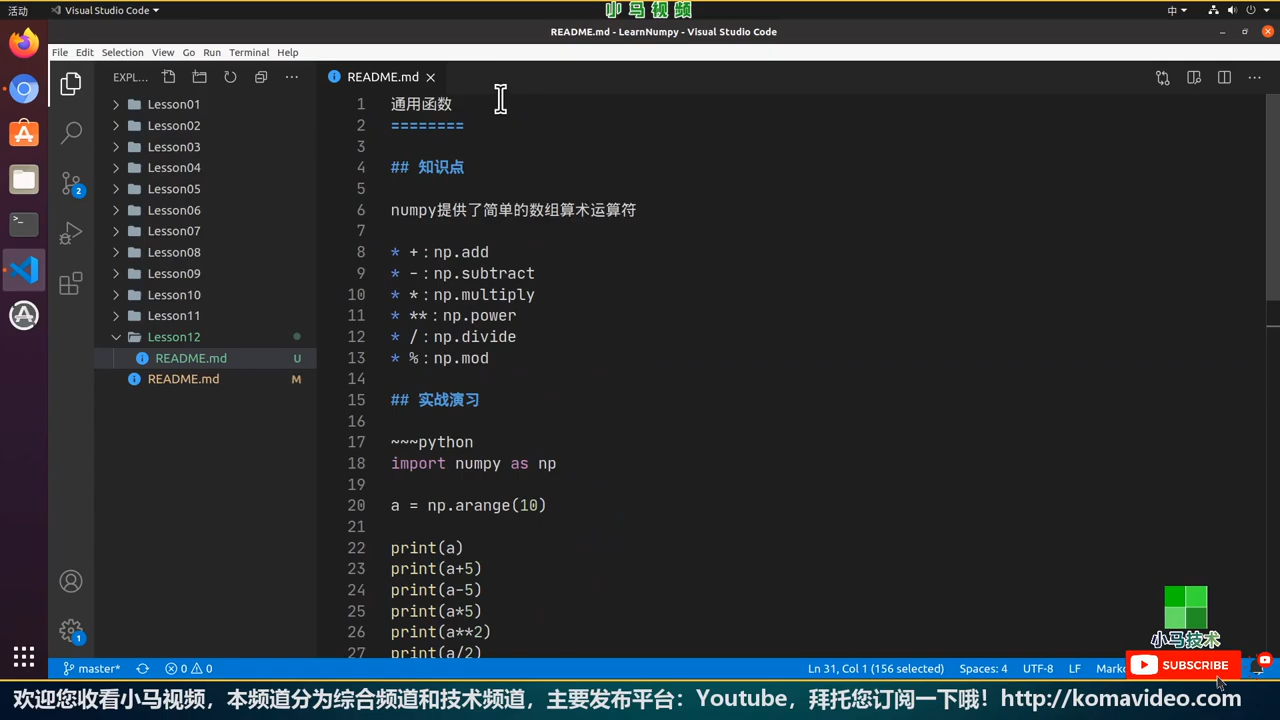 活动
Visual Studio Code
小马视频
中
README.md - LearnNumpy - Visual Studio Code
File Edit Selection View Go Run Terminal Help
EXPL...
README.md
Lesson01
Lesson02
Lesson03
Lesson04
Lesson05
Lesson06
Lesson07
Lesson08
Lesson09
Lesson10
Lesson11
Lesson12
README.md U
README.md M
2
1
1 通用函数
2 ========
3
4 ## 知识点
5
6 numpy提供了简单的数组算术运算符
7
8 * +：np.add
9 * -：np.subtract
10 * *：np.multiply
11 * **：np.power
12 * /：np.divide
13 * %：np.mod
14
15 ## 实战演习
16
17 ~~~python
18 import numpy as np
19
20 a = np.arange(10)
21
22 print(a)
23 print(a+5)
24 print(a-5)
25 print(a*5)
26 print(a**2)
27 print(a/2)
小马技术
SUBSCRIBE
master* 0 0 Ln 31, Col 1 (156 selected) Spaces: 4 UTF-8 LF
欢迎您收看小马视频，本频道分为综合频道和技术频道，主要发布平台：Youtube，拜托您订阅一下哦！http://komavideo.com